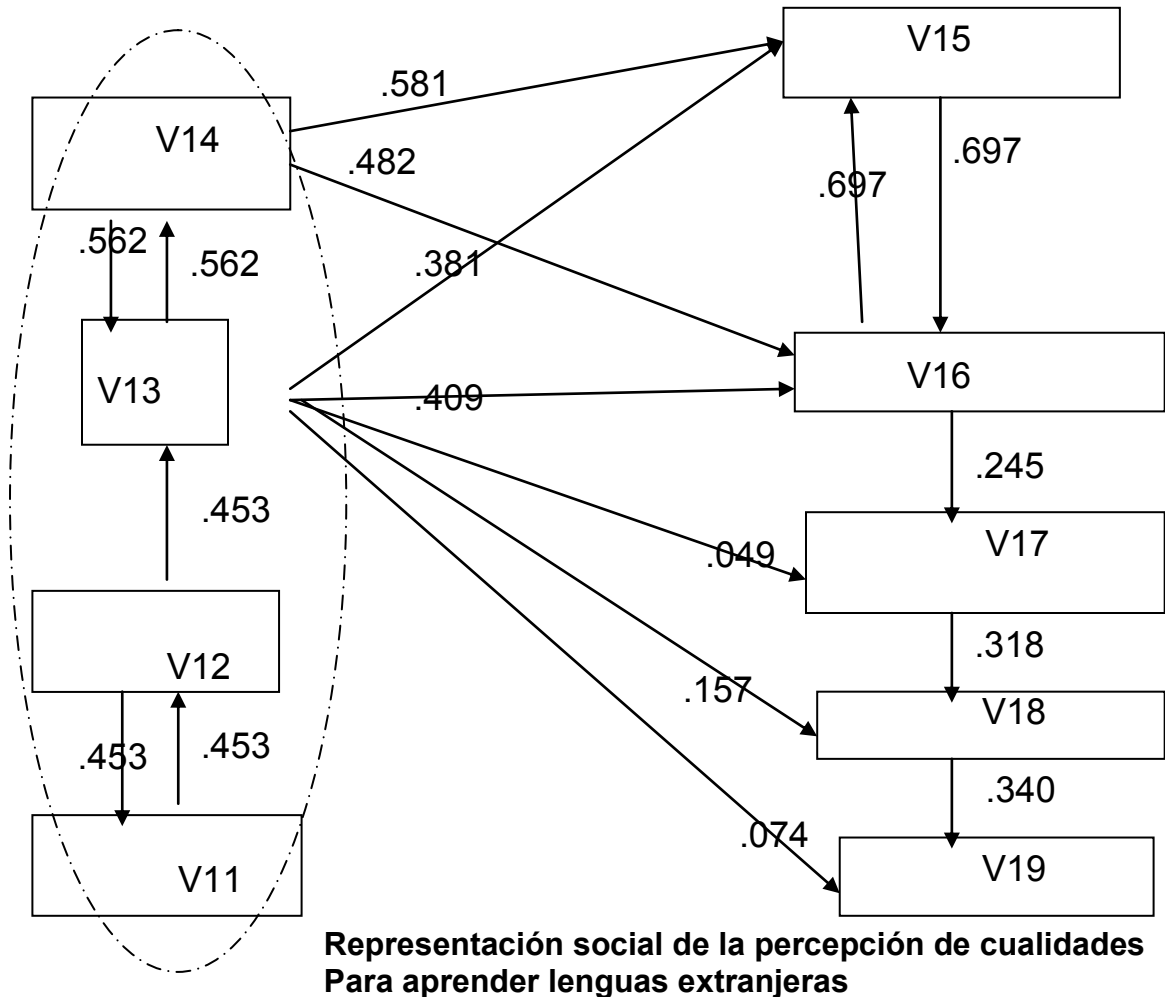 V15
.581
V14
.697
.482
.697
.562
.562
.381
V16
V13
.409
.245
.453
V17
.049
.318
V12
.157
V18
.453
.453
.340
.074
V19
V11
Representación social de la percepción de cualidades
Para aprender lenguas extranjeras